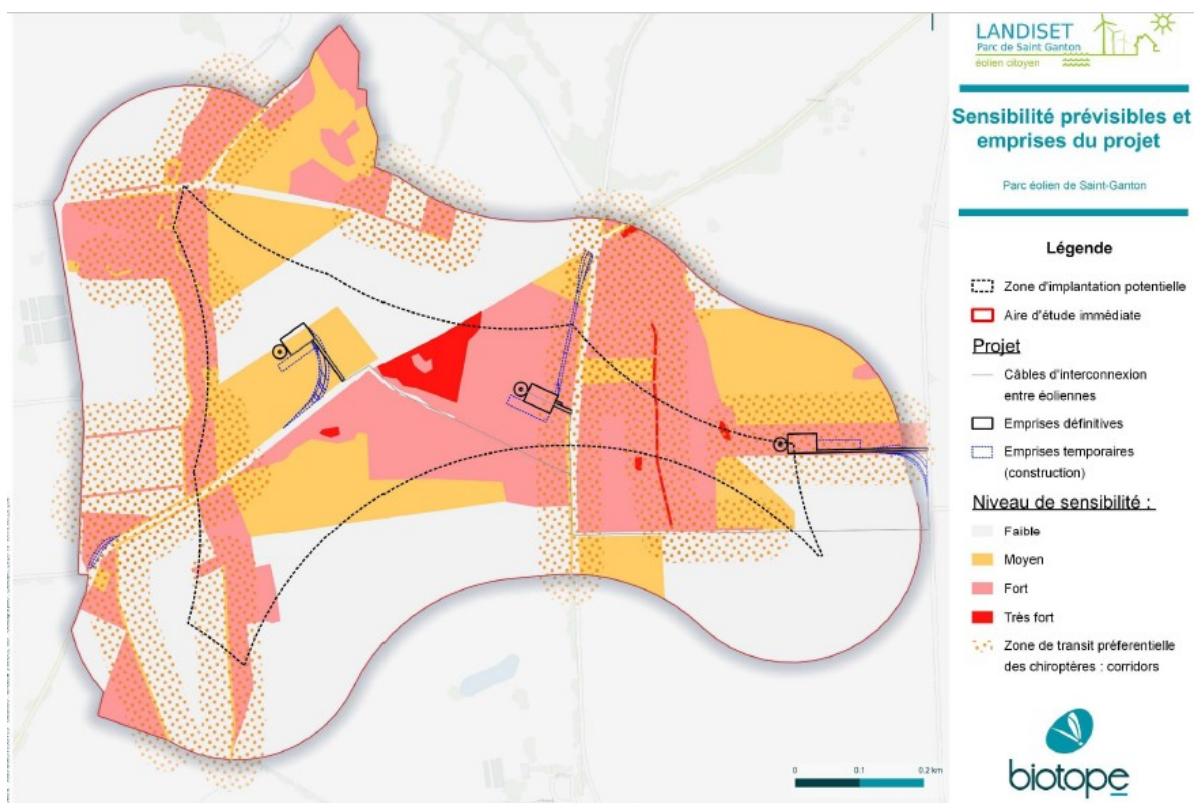 LANDISET
Parc de Saint Ganton
éolien citoyen
Sensibilité prévisibles et
emprises du projet
Parc éolien de Saint-Ganton
Légende
Zone d'implantation potentielle
Aire d'étude immédiate
Projet
Câbles d'interconnexion
entre éoliennes
Emprises définitives
Emprises temporaires
(construction)
Niveau de sensibilité :
Faible
Moyen
Fort
Très fort
Zone de transit préferentielle
des chiroptères : corridors
0 0.1 0.2 km
biotope